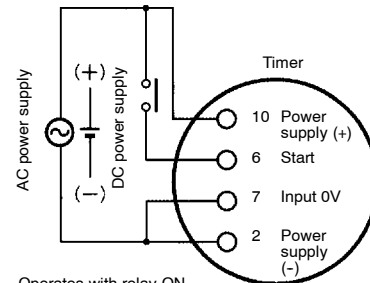 Timer
AC power supply
(+)
(−)
DC power supply
10 Power
supply (+)
6 Start
7 Input 0V
2 Power
supply
(-)
Operates with relay ON